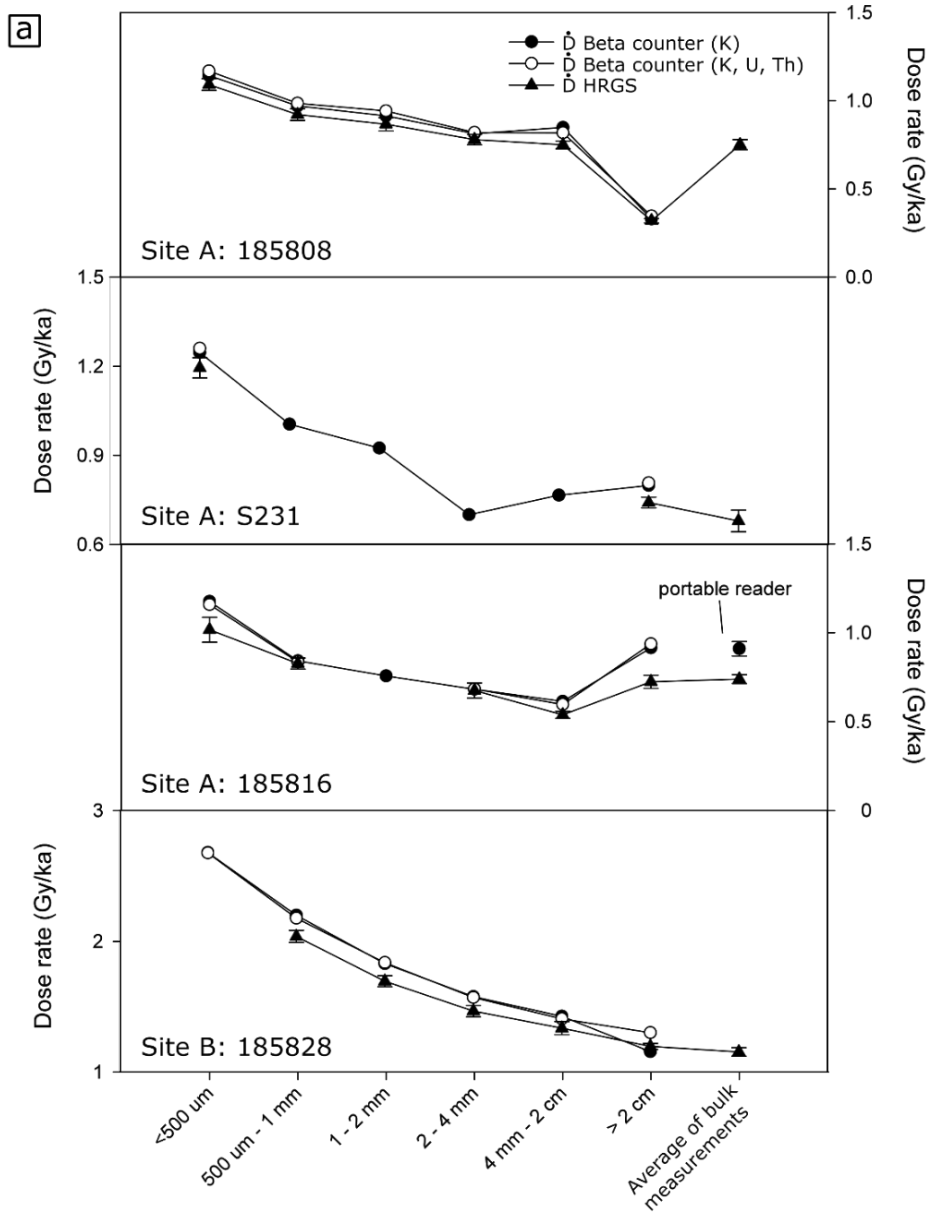 a
Ḋ Beta counter (K)
Ḋ Beta counter (K, U, Th)
Ḋ HRGS
1.5
1.0
0.5
0.0
Dose rate (Gy/ka)
Site A: 185808
1.5
1.2
0.9
0.6
Dose rate (Gy/ka)
Site A: S231
1.5
1.0
0.5
0
Dose rate (Gy/ka)
portable reader
Site A: 185816
3
2
1
Dose rate (Gy/ka)
Site B: 185828
<500 um
500 um - 1 mm
1 - 2 mm
2 - 4 mm
4 mm - 2 cm
> 2 cm
Average of bulk
measurements